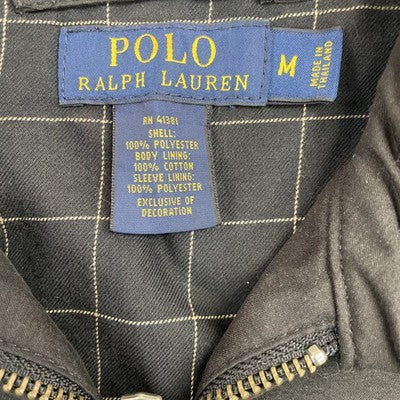 POLO
RALPH LAUREN
M
MADE IN
THAILAND
RN 41381
SHELL:
100% POLYESTER
BODY LINING:
100% COTTON
SLEEVE LINING:
100% POLYESTER
EXCLUSIVE OF
DECORATION